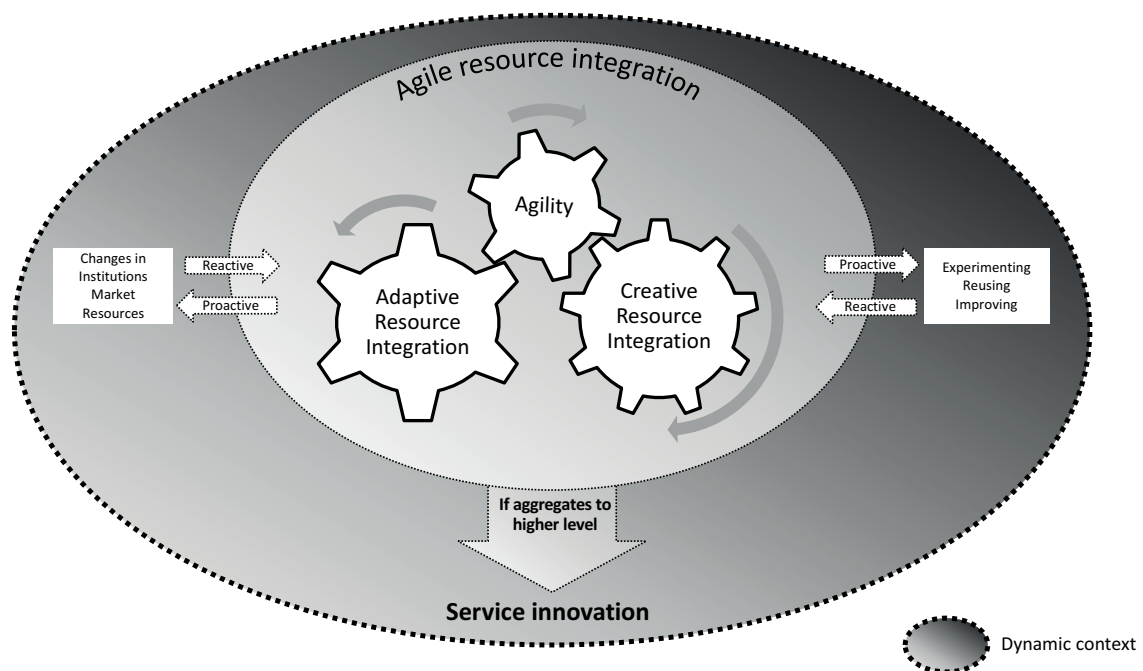 Agile resource integration
Agility
Changes in
Institutions
Market
Resources
Reactive
Proactive
Adaptive
Resource
Integration
Creative
Resource
Integration
Proactive
Reactive
Experimenting
Reusing
Improving
If aggregates to
higher level
Service innovation
Dynamic context